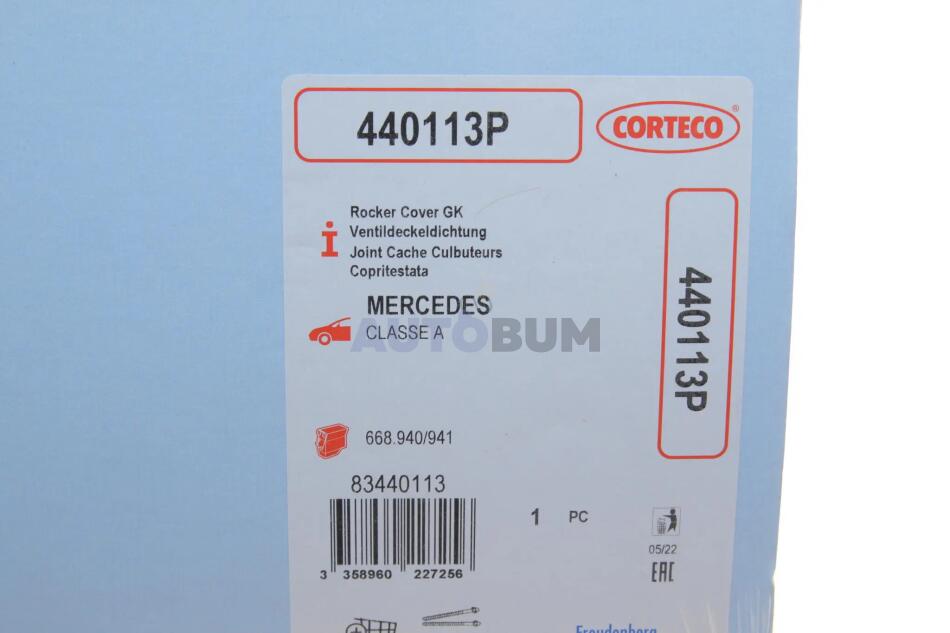 440113P
CORTECO®
Rocker Cover GK
Ventildeckeldichtung
Joint Cache Culbuteurs
Copritestata
440113P
MERCEDES
CLASSE A
AUTOBUM
668.940/941
83440113
1 PC
05/22
3 358960 227256
EAC
Freudenberg